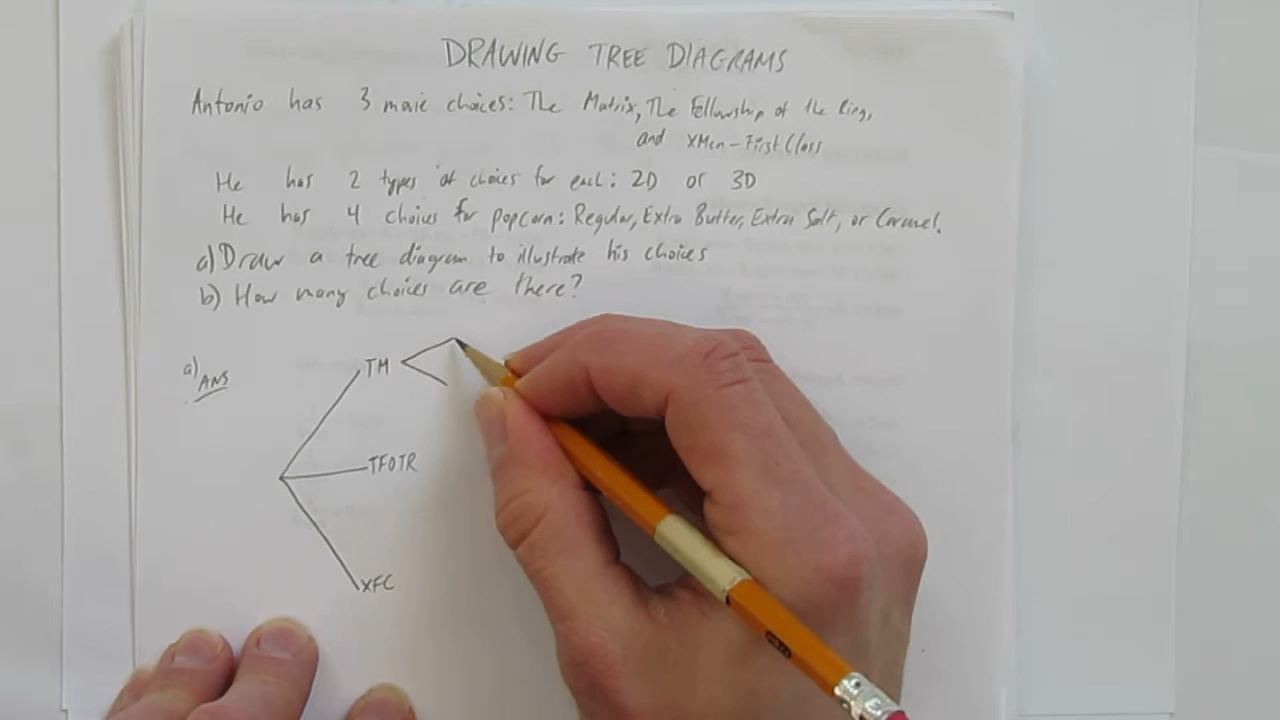 DRAWING TREE DIAGRAMS
Antonio has 3 movie choices: The Matrix, The Fellowship of the Ring,
and XMen-First Class
He has 2 types of choices for each: 2D or 3D
He has 4 choices for popcorn: Regular, Extra Butter, Extra Salt, or Caramel.
a) Draw a tree diagram to illustrate his choices
b) How many choices are there?
a) ANS
TM
TFOTR
XFC